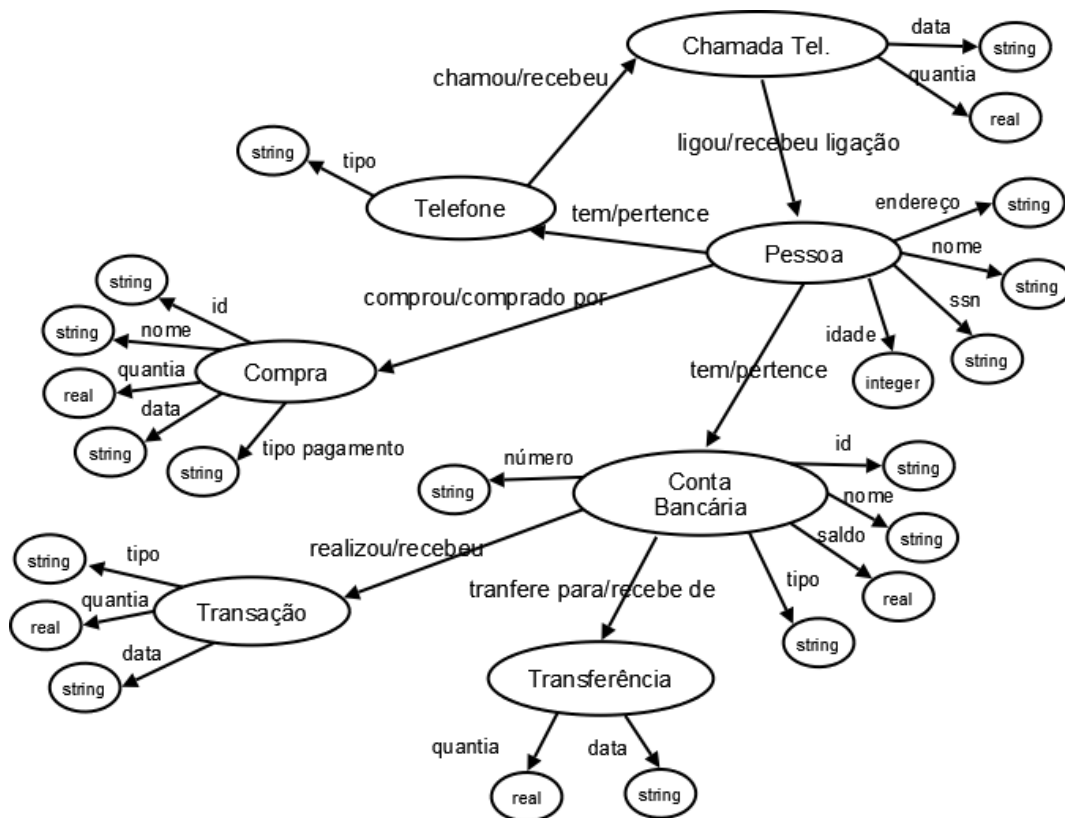 data
Chamada Tel.
string
chamou/recebeu
quantia
real
string
tipo
ligou/recebeu ligação
Telefone
tem/pertence
endereço
string
Pessoa
nome
string
string
id
comprou/comprado por
ssn
string
nome
idade
string
quantia
Compra
tem/pertence
integer
real
data
string
tipo pagamento
string
id
número
string
string
Conta
Bancária
nome
string
realizou/recebeu
saldo
string
tipo
tranfere para/recebe de
tipo
real
quantia
Transação
real
string
data
string
Transferência
quantia
data
real
string